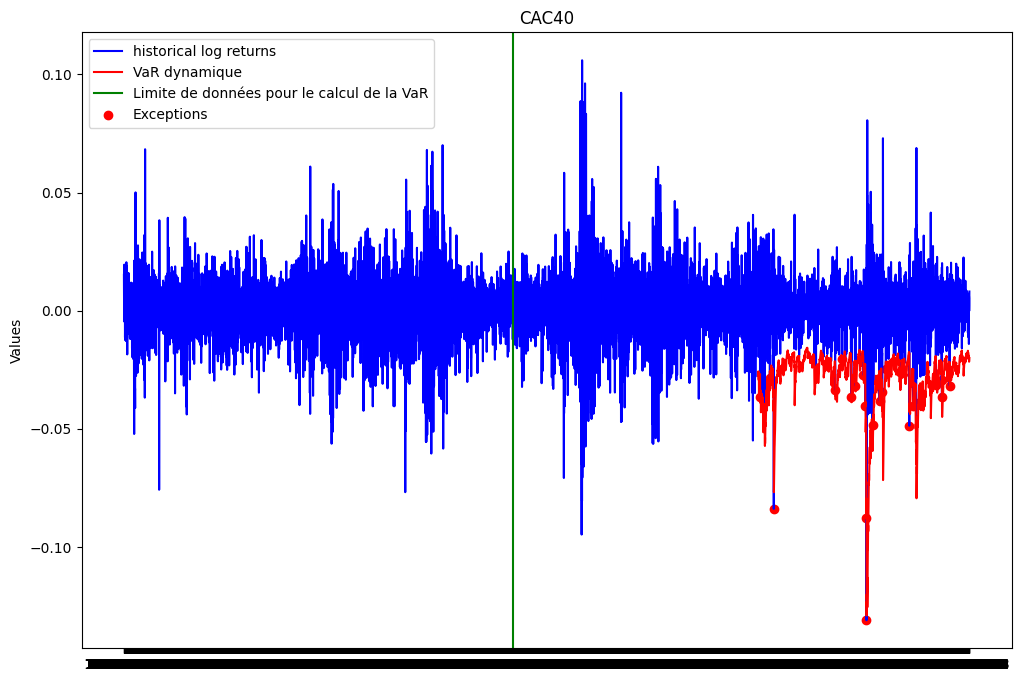 CAC40
historical log returns
VaR dynamique
Limite de données pour le calcul de la VaR
Exceptions
Values
0.10
0.05
0.00
−0.05
−0.10